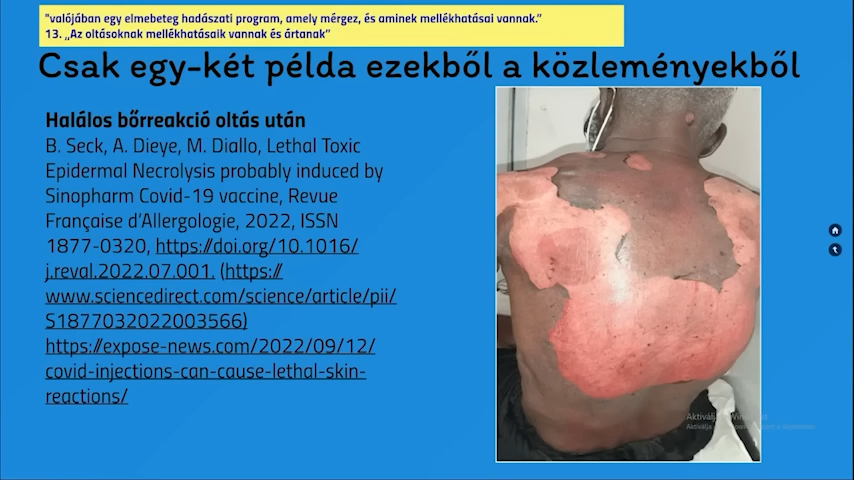 "valójában egy elmebeteg hadászati program, amely mérgez, és aminek mellékhatásai vannak."
13. „Az oltásoknak mellékhatásaik vannak és ártanak”
Csak egy-két példa ezekből a közleményekből
Halálos bőrreakció oltás után
B. Seck, A. Dieye, M. Diallo, Lethal Toxic
Epidermal Necrolysis probably induced by
Sinopharm Covid-19 vaccine, Revue
Française d'Allergologie, 2022, ISSN
1877-0320, https://doi.org/10.1016/
j.reval.2022.07.001. (https://
www.sciencedirect.com/science/article/pii/
S1877032022003566)
https://expose-news.com/2022/09/12/
covid-injections-can-cause-lethal-skin-
reactions/